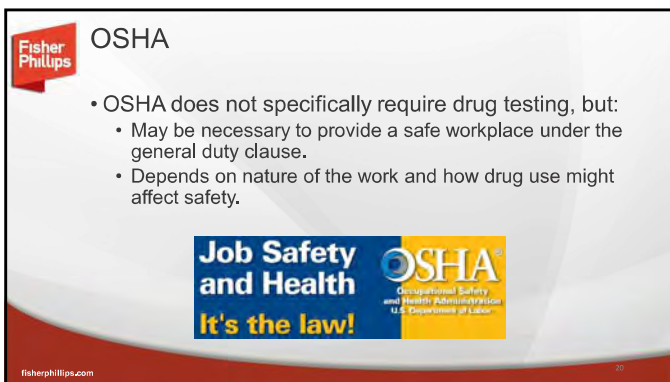 Fisher
Phillips
OSHA
• OSHA does not specifically require drug testing, but:
• May be necessary to provide a safe workplace under the
general duty clause.
• Depends on nature of the work and how drug use might
affect safety.
Job Safety
and Health
It's the law!
OSHA®
Occupational Safety
and Health Administration
U.S. Department of Labor
fisherphillips.com
20